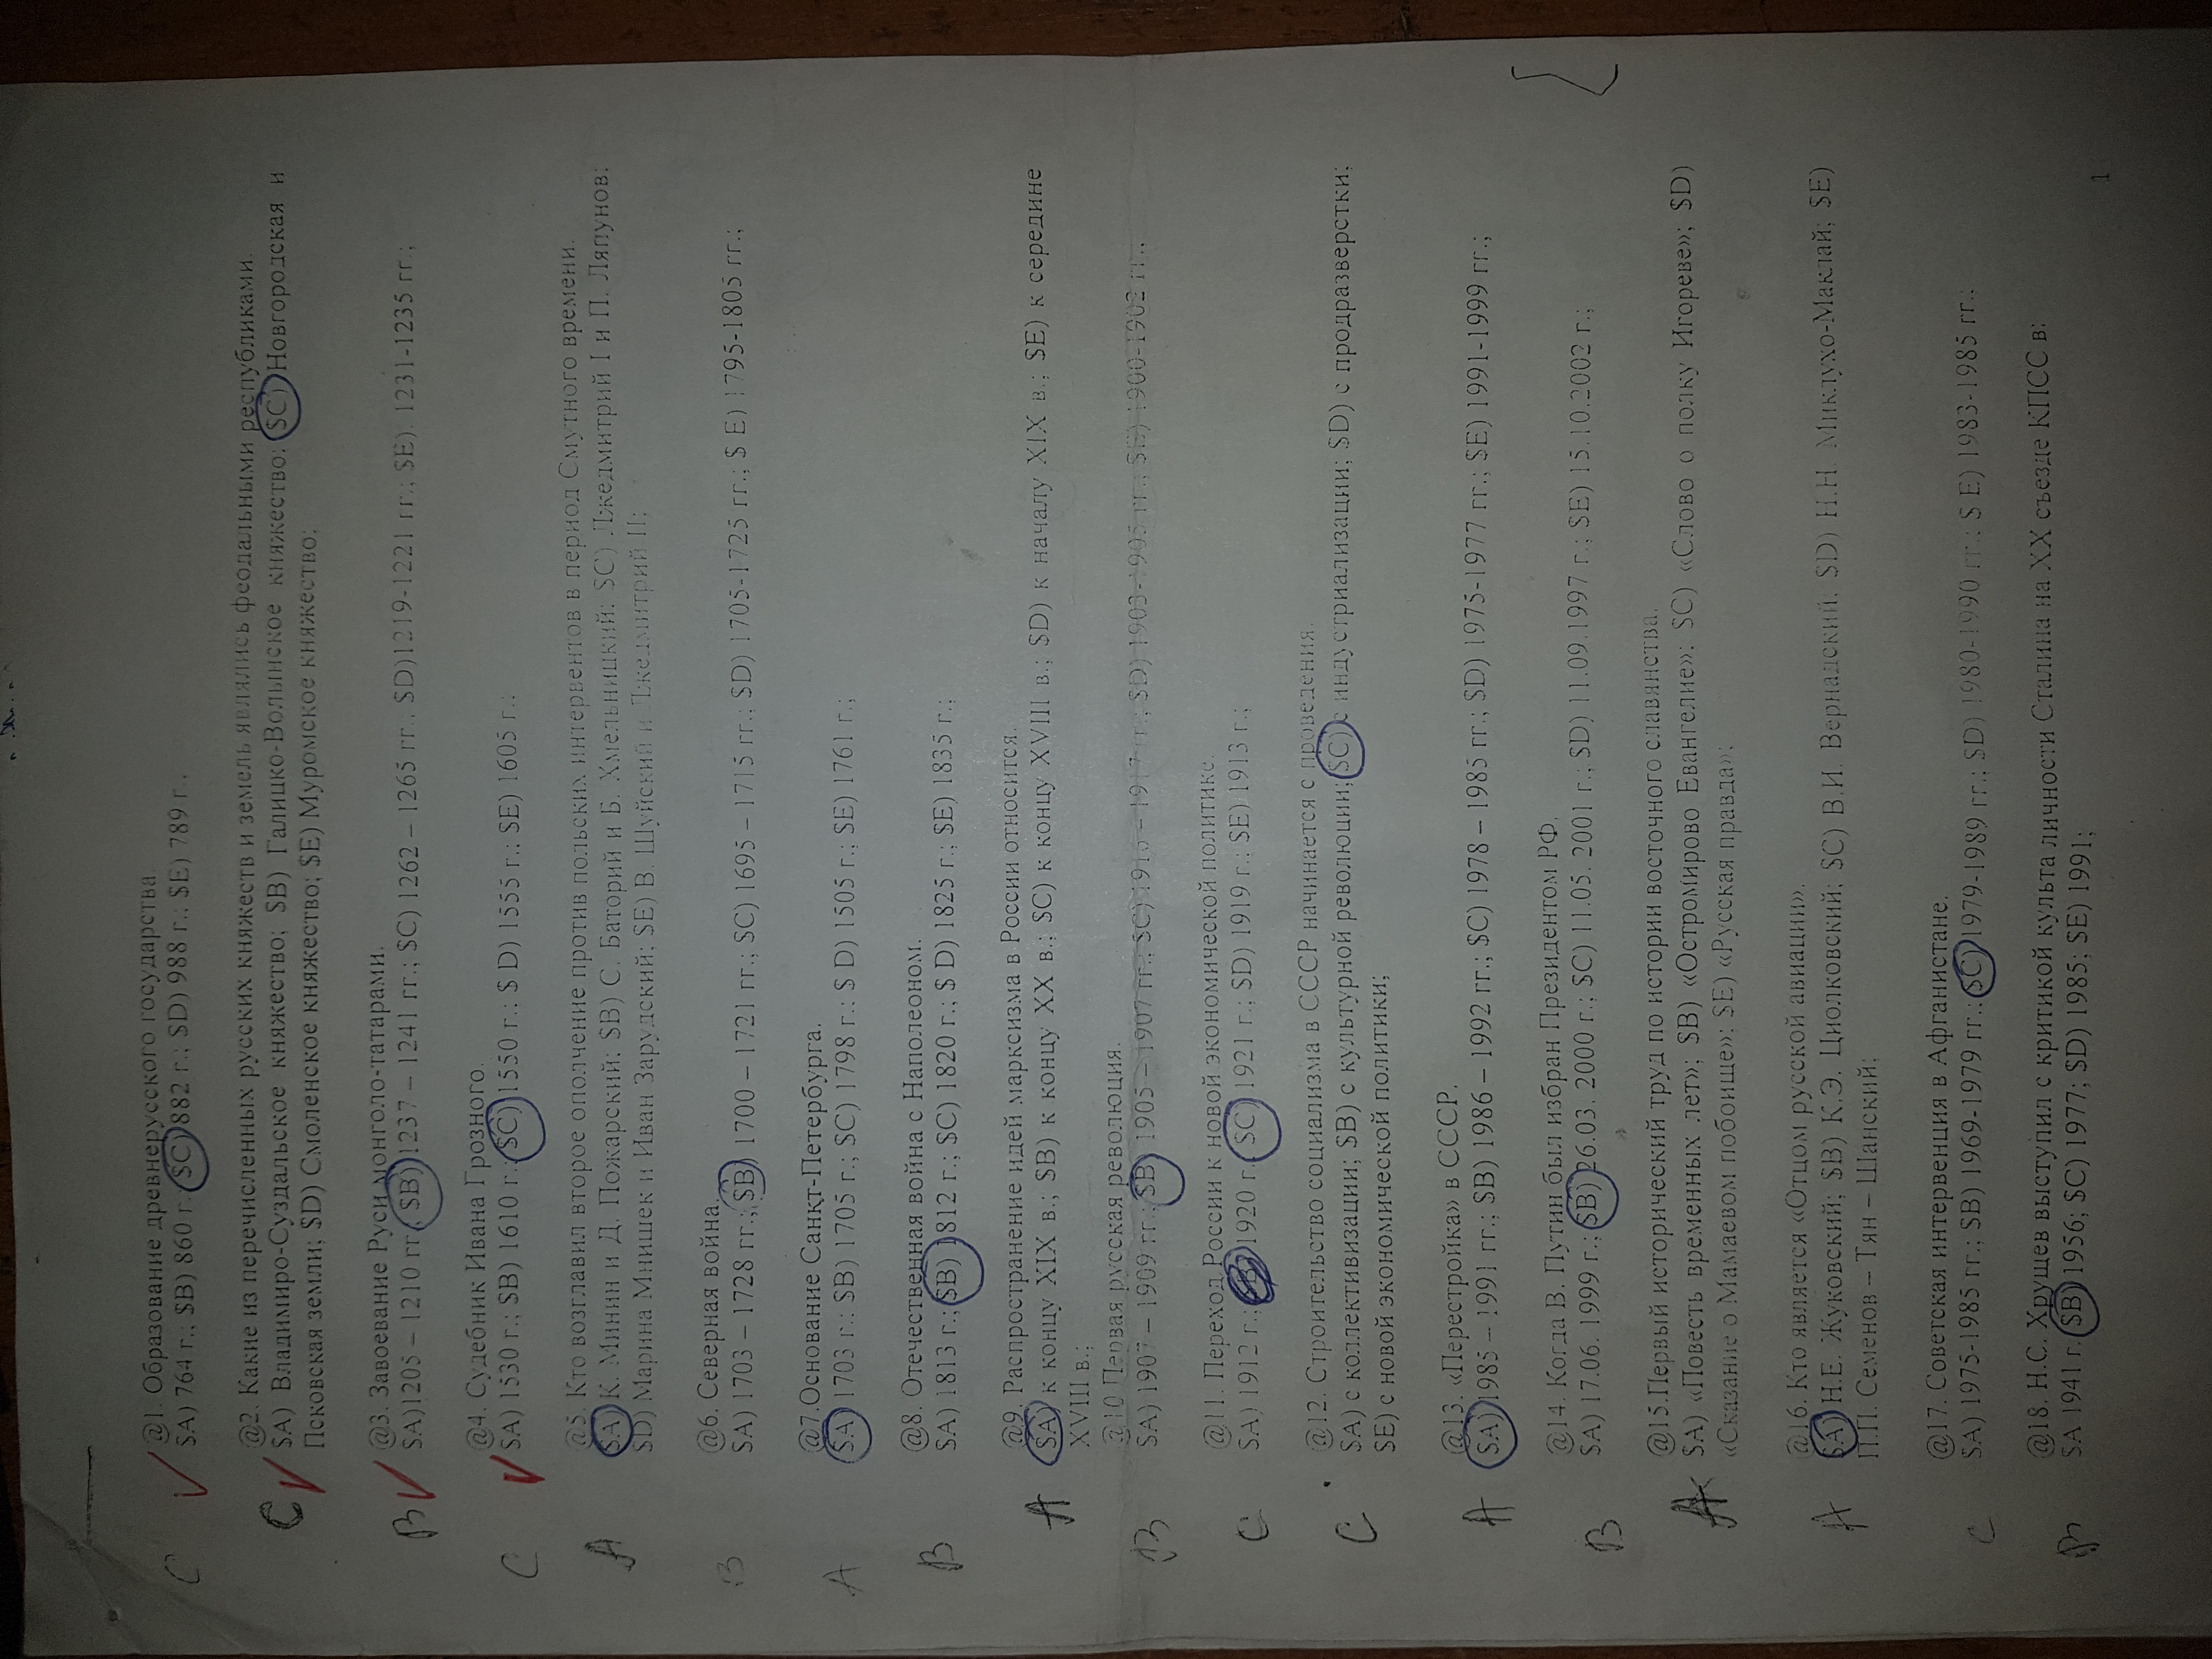 @1. Образование древнерусского государства.
C $A) 764 г.; $B) 860 г. $C) 882 г.; $D) 988 г.; $E) 789 г.,
@2. Какие из перечисленных русских княжеств и земель являлись феодальными республиками.
C $A) Владимиро-Суздальское княжество; $B) Галицко-Волынское княжество; $C) Новгородская и
Псковская земли; $D) Смоленское княжество; $E) Муромское княжество;
@3. Завоевание Руси монголо-татарами.
B $A)1205 – 1210 гг.; $B) 1237 – 1241 гг.; $C) 1262 – 1265 гг.; $D)1219-1221 гг.; $E). 1231-1235 гг.;
@4. Судебник Ивана Грозного.
C $A) 1530 г.; $B) 1610 г.; $C) 1550 г.; $ D) 1555 г.; $E) 1605 г.;
@5. Кто возглавил второе ополчение против польских интервентов в период Смутного времени.
A $A) К. Минин и Д. Пожарский; $B) С. Баторий и Б. Хмельницкий; $C) Лжедмитрий I и П. Ляпунов;
$D) Марина Мнишек и Иван Зарудский; $E) В. Шуйский и Лжедмитрий II;
@6. Северная война.
B $A) 1703 – 1728 гг.; $B) 1700 – 1721 гг.; $C) 1695 – 1715 гг.; $D) 1705-1725 гг.; $ E) 1795-1805 гг.;
@7.Основание Санкт-Петербурга.
A $A) 1703 г.; $B) 1705 г.; $C) 1798 г.; $ D) 1505 г.; $E) 1761 г.;
@8. Отечественная война с Наполеоном.
B $A) 1813 г.; $B) 1812 г.; $C) 1820 г.; $ D) 1825 г.; $E) 1835 г.;
@9. Распространение идей марксизма в России относится.
A $A) к концу XIX в.; $B) к концу XX в.; $C) к концу XVIII в.; $D) к началу XIX в.; $E) к середине
XVIII в.;
@10 Первая русская революция.
B $A) 1907 – 1909 гг.; $B) 1905 – 1907 гг.; $C) 1916 – 1917 гг.; $D) 1903-1905 гг.; $E) 1900-1902 гг.;
@11. Переход России к новой экономической политике.
C $A) 1912 г.; $B) 1920 г. $C) 1921 г.; $D) 1919 г.; $E) 1913 г.;
@12. Строительство социализма в СССР начинается с проведения.
C $A) с коллективизации; $B) с культурной революции; $C) с индустриализации; $D) с продразверстки;
$E) с новой экономической политики;
@13. «Перестройка» в СССР.
A $A) 1985 – 1991 гг.; $B) 1986 – 1992 гг.; $C) 1978 – 1985 гг.; $D) 1975-1977 гг.; $E) 1991-1999 гг.;
@14. Когда В. Путин был избран Президентом РФ.
B $A) 17.06. 1999 г.; $B) 26.03. 2000 г.; $C) 11.05. 2001 г.; $D) 11.09.1997 г.; $E) 15.10.2002 г.;
@15.Первый исторический труд по истории восточного славянства.
A $A) «Повесть временных лет»; $B) «Остромирово Евангелие»; $C) «Слово о полку Игореве»; $D)
«Сказание о Мамаевом побоище»; $E) «Русская правда»;
@16. Кто является «Отцом русской авиации».
A $A) Н.Е. Жуковский; $B) К.Э. Циолковский; $C) В.И. Вернадский; $D) Н.Н. Миклухо-Маклай; $E)
П.П. Семенов – Тян – Шанский;
@17. Советская интервенция в Афганистане.
C $A) 1975-1985 гг.; $B) 1969-1979 гг.; $C) 1979-1989 гг.; $D) 1980-1990 гг.; $ E) 1983-1985 гг.;
@18. Н.С. Хрущев выступил с критикой культа личности Сталина на XX съезде КПСС в:
B $A 1941 г. $B) 1956; $C) 1977; $D) 1985; $E) 1991;
1